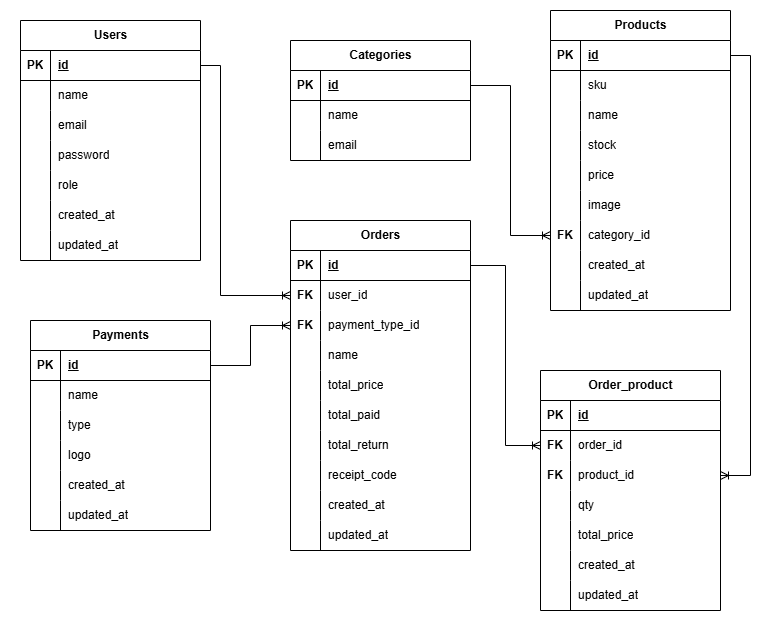 Users
PK id
name
email
password
role
created_at
updated_at
Categories
PK id
name
email
Products
PK id
sku
name
stock
price
image
FK category_id
created_at
updated_at
Payments
PK id
name
type
logo
created_at
updated_at
Orders
PK id
FK user_id
FK payment_type_id
name
total_price
total_paid
total_return
receipt_code
created_at
updated_at
Order_product
PK id
FK order_id
FK product_id
qty
total_price
created_at
updated_at